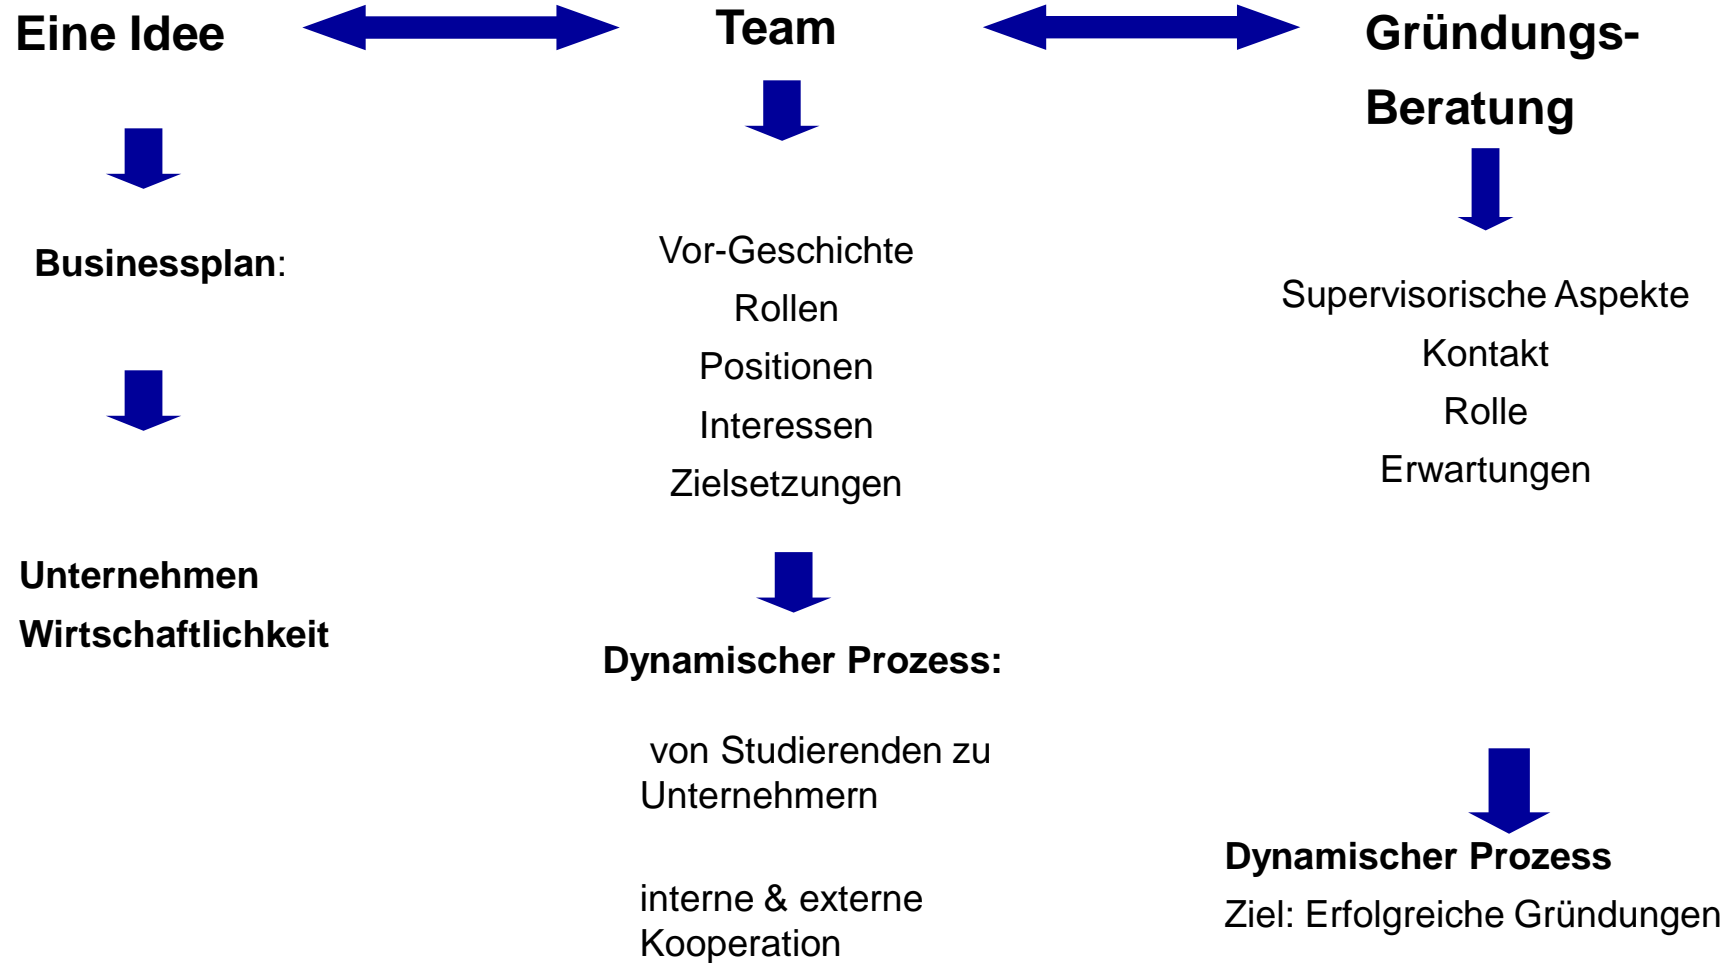 Eine Idee
Businessplan:
Unternehmen
Wirtschaftlichkeit
Team
Vor-Geschichte
Rollen
Positionen
Interessen
Zielsetzungen
Dynamischer Prozess:
von Studierenden zu
Unternehmern
interne & externe
Kooperation
Gründungs-
Beratung
Supervisorische Aspekte
Kontakt
Rolle
Erwartungen
Dynamischer Prozess
Ziel: Erfolgreiche Gründungen